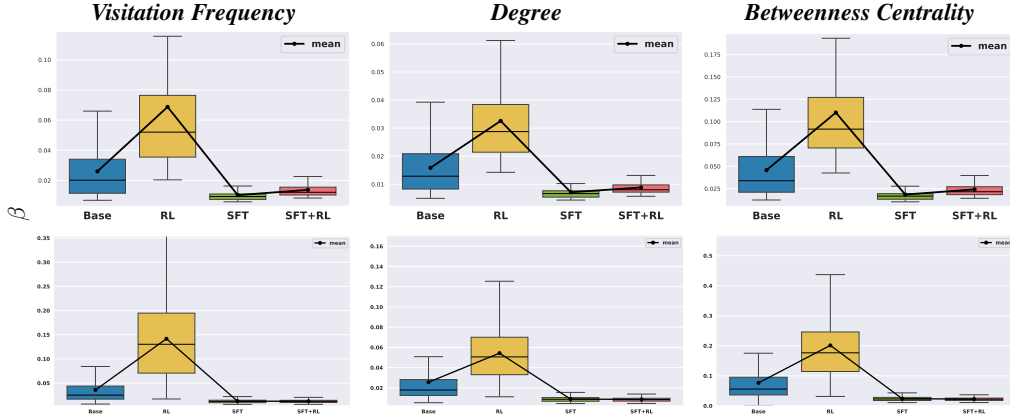 Visitation Frequency
Degree
Betweenness Centrality
mean
0.10
0.08
0.06
0.04
0.02
Base RL SFT SFT+RL
mean
0.06
0.05
0.04
0.03
0.02
0.01
Base RL SFT SFT+RL
mean
0.175
0.150
0.125
0.100
0.075
0.050
0.025
Base RL SFT SFT+RL
β
mean
0.35
0.30
0.25
0.20
0.15
0.10
0.05
Base RL SFT SFT+RL
mean
0.16
0.14
0.12
0.10
0.08
0.06
0.04
0.02
Base RL SFT SFT+RL
mean
0.5
0.4
0.3
0.2
0.1
0.0
Base RL SFT SFT+RL